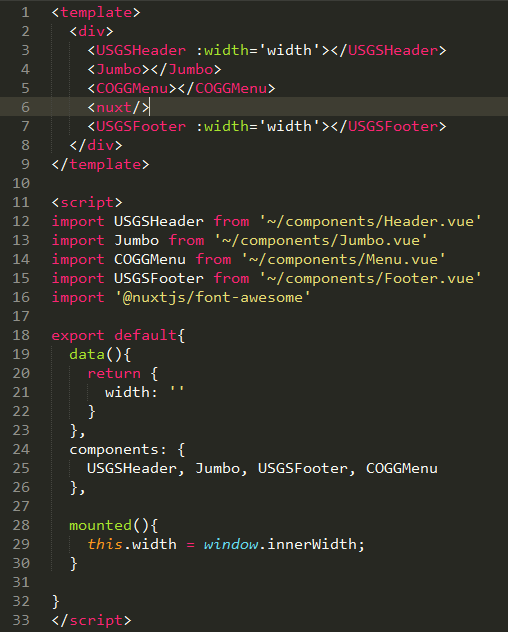 1 <template>
2   <div>
3     <USGSHeader :width='width'></USGSHeader>
4     <Jumbo></Jumbo>
5     <COGGMenu></COGGMenu>
6     <nuxt/>
7     <USGSFooter :width='width'></USGSFooter>
8   </div>
9 </template>
10
11 <script>
12 import USGSHeader from '~/components/Header.vue'
13 import Jumbo from '~/components/Jumbo.vue'
14 import COGGMenu from '~/components/Menu.vue'
15 import USGSFooter from '~/components/Footer.vue'
16 import '@nuxtjs/font-awesome'
17
18 export default{
19   data(){
20     return {
21       width: ''
22     }
23   },
24   components: {
25     USGSHeader, Jumbo, USGSFooter, COGGMenu
26   },
27
28   mounted(){
29     this.width = window.innerWidth;
30   }
31
32 }
33 </script>